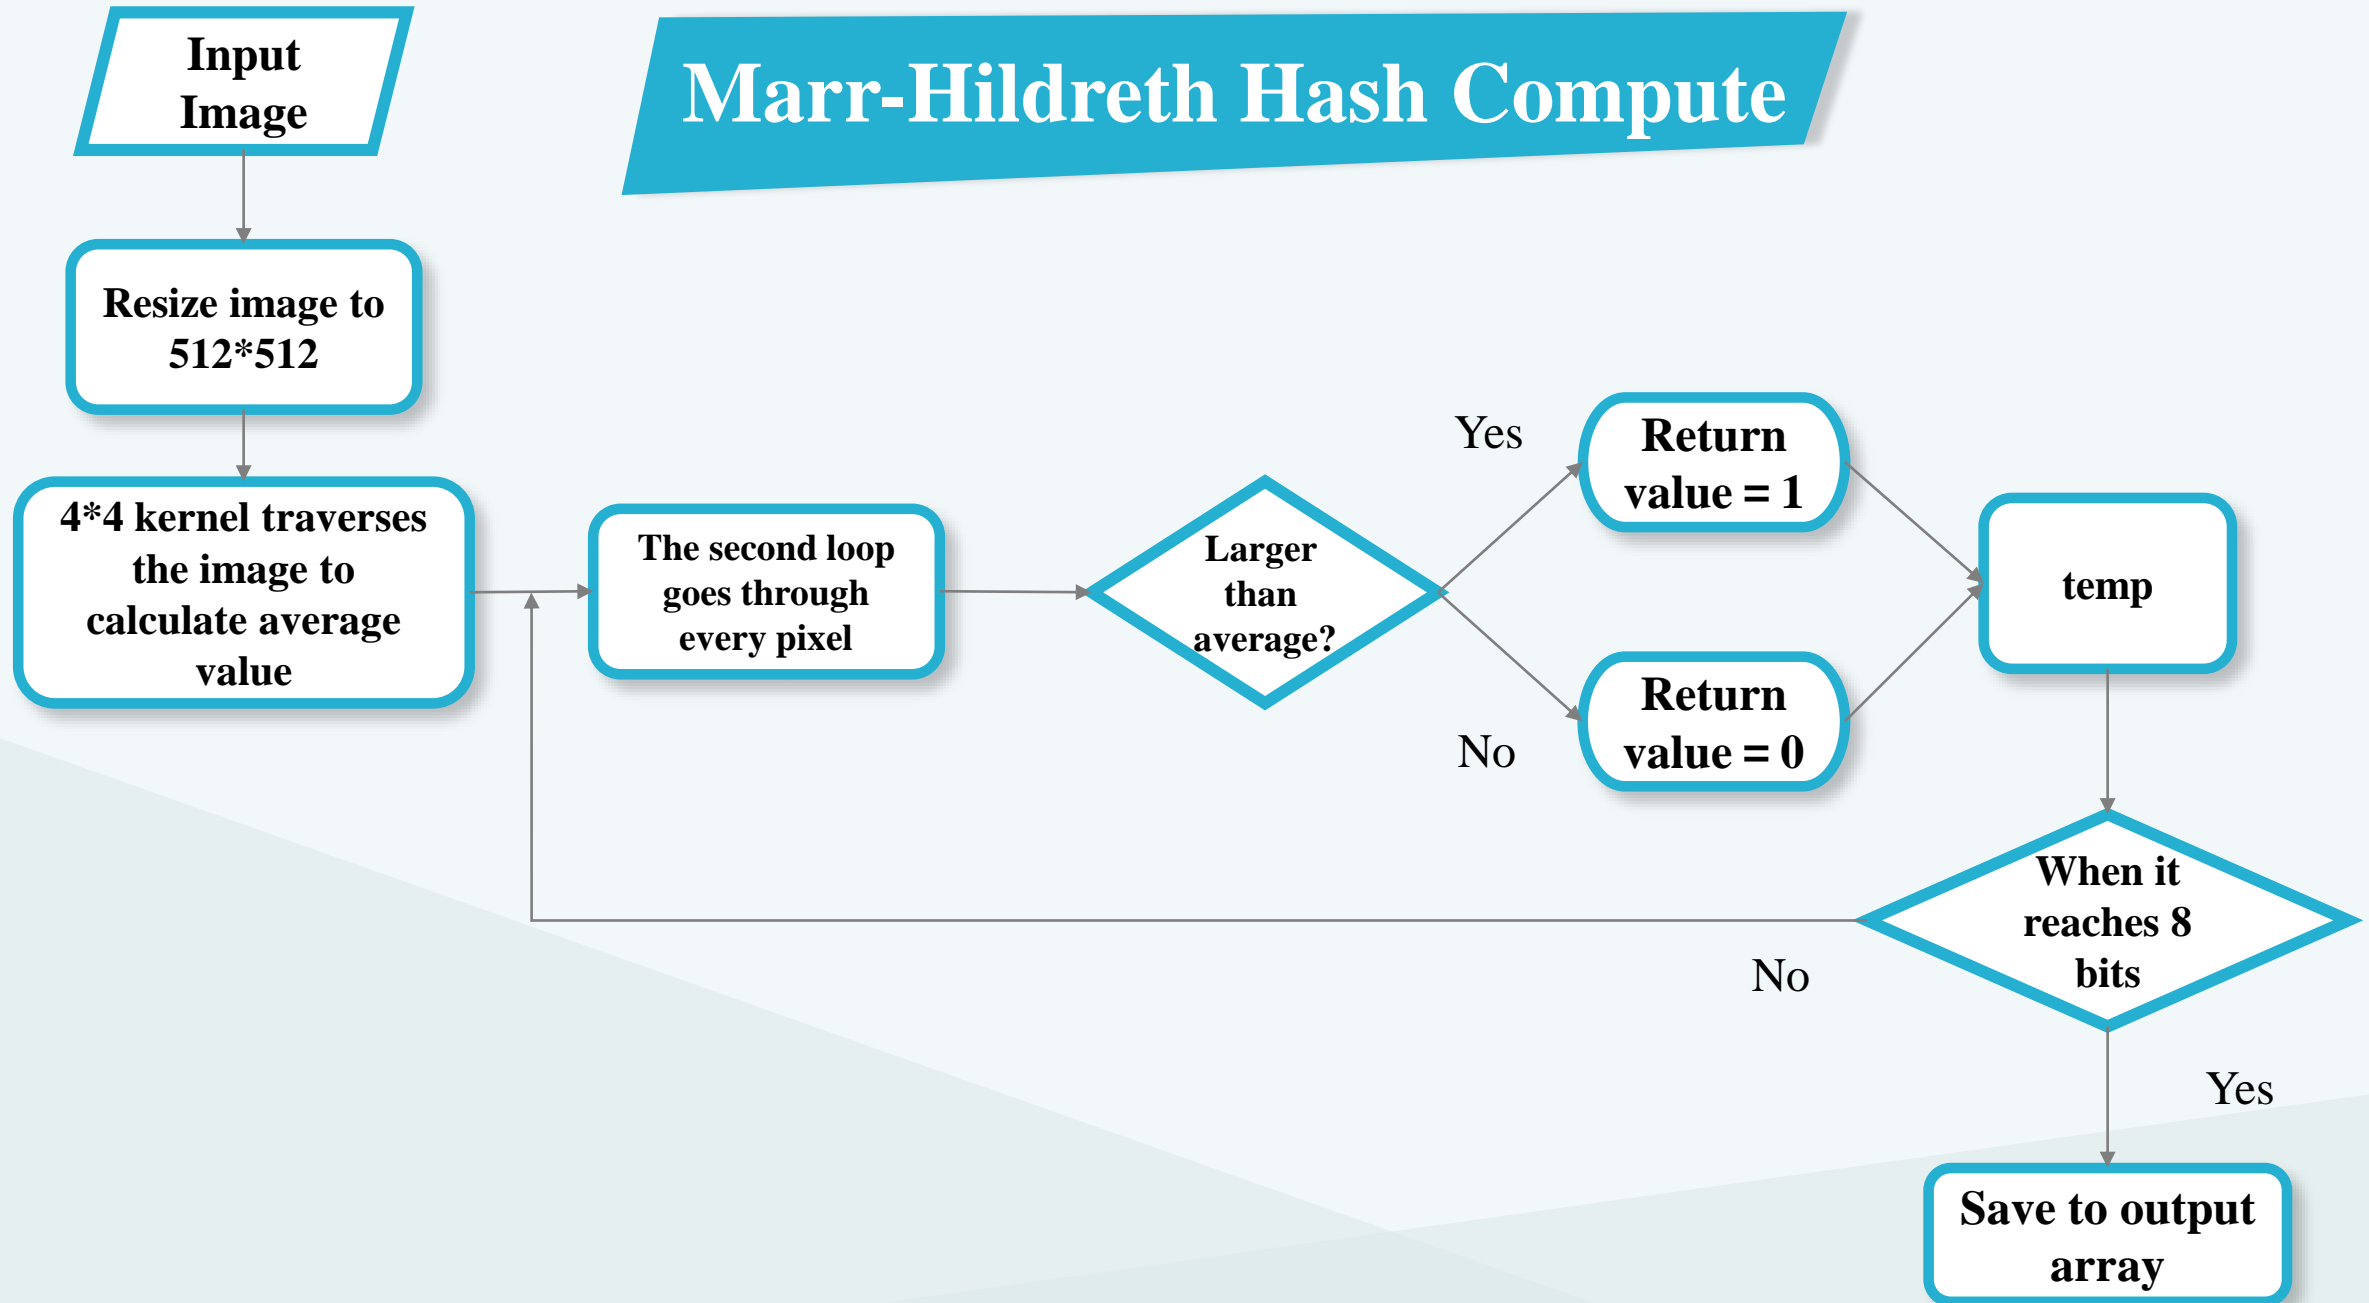 Input
Image
Marr-Hildreth Hash Compute
Resize image to
512*512
4*4 kernel traverses
the image to
calculate average
value
The second loop
goes through
every pixel
Larger
than
average?
Yes
Return
value = 1
No
Return
value = 0
temp
When it
reaches 8
bits
No
Yes
Save to output
array